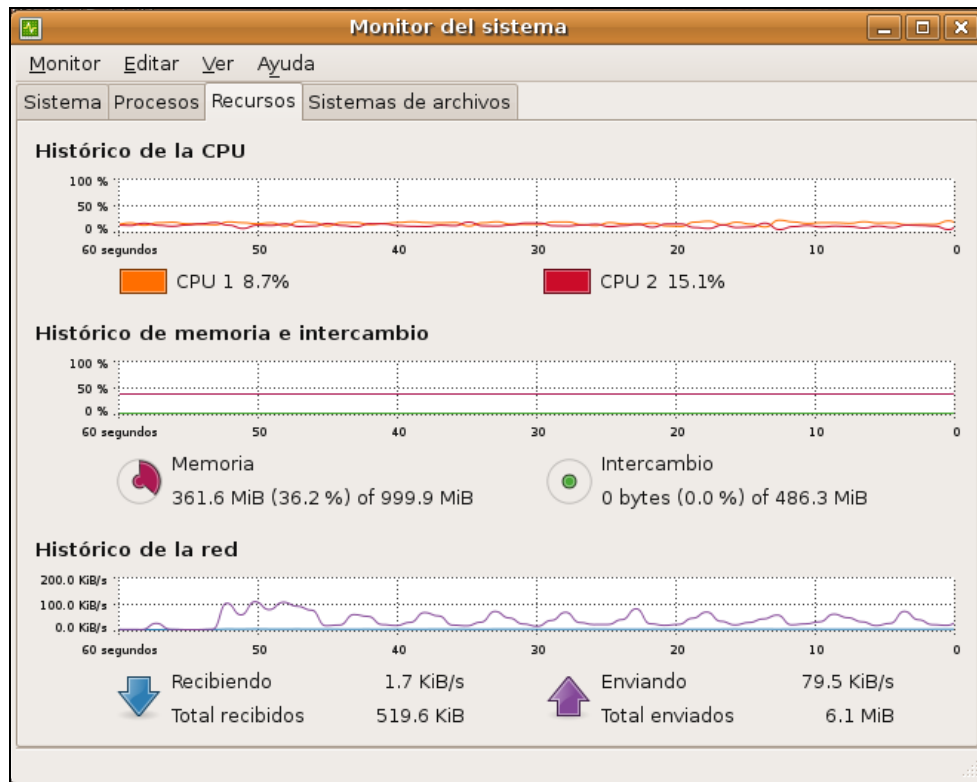 Monitor del sistema
Monitor Editar Ver Ayuda
Sistema Procesos Recursos Sistemas de archivos
Histórico de la CPU
100 %
50 %
0 %
60 segundos 50 40 30 20 10 0
CPU 1 8.7% CPU 2 15.1%
Histórico de memoria e intercambio
100 %
50 %
0 %
60 segundos 50 40 30 20 10 0
Memoria Intercambio
361.6 MiB (36.2 %) of 999.9 MiB 0 bytes (0.0 %) of 486.3 MiB
Histórico de la red
200.0 KiB/s
100.0 KiB/s
0.0 KiB/s
60 segundos 50 40 30 20 10 0
Recibiendo 1.7 KiB/s Enviando 79.5 KiB/s
Total recibidos 519.6 KiB Total enviados 6.1 MiB